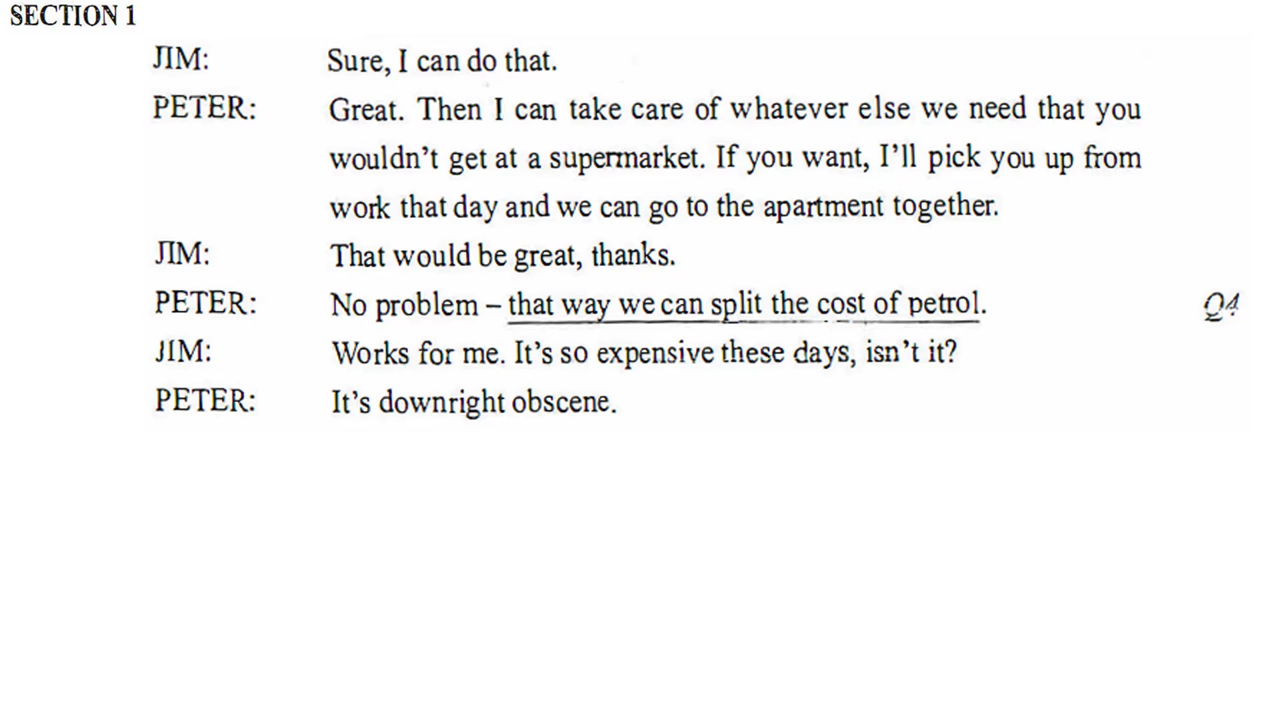 SECTION 1
JIM: Sure, I can do that.
PETER: Great. Then I can take care of whatever else we need that you
wouldn't get at a supermarket. If you want, I'll pick you up from
work that day and we can go to the apartment together.
JIM: That would be great, thanks.
PETER: No problem – that way we can split the cost of petrol. Q4
JIM: Works for me. It's so expensive these days, isn't it?
PETER: It's downright obscene.